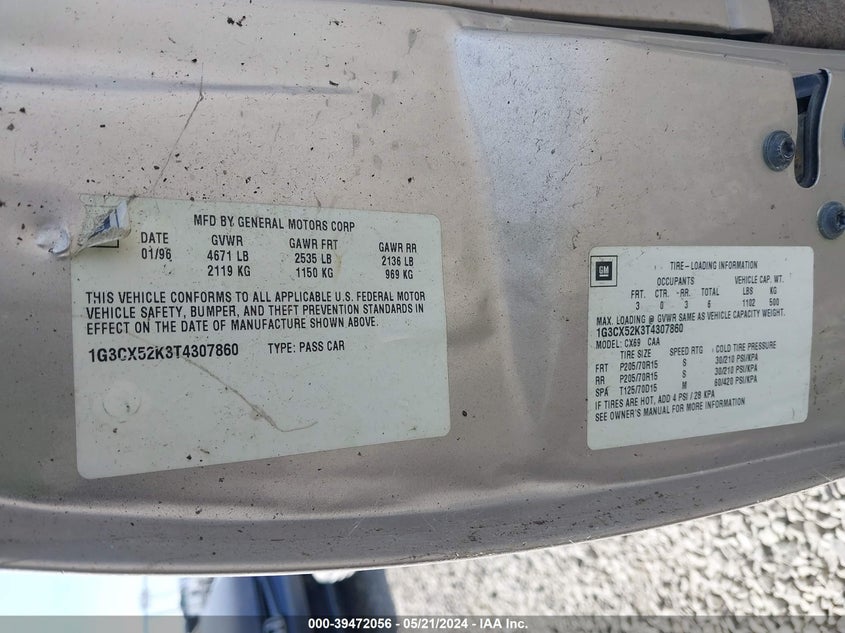 MFD BY GENERAL MOTORS CORP
DATE GVWR GAWR FRT GAWR RR
01/96 4671 LB 2535 LB 2136 LB
2119 KG 1150 KG 969 KG
THIS VEHICLE CONFORMS TO ALL APPLICABLE U.S. FEDERAL MOTOR
VEHICLE SAFETY, BUMPER, AND THEFT PREVENTION STANDARDS IN
EFFECT ON THE DATE OF MANUFACTURE SHOWN ABOVE.
1G3CX52K3T4307860 TYPE: PASS CAR
GM
TIRE-LOADING INFORMATION
OCCUPANTS VEHICLE CAP. WT.
FRT. CTR. RR. TOTAL LBS KG
3 0 3 6 1102 500
MAX. LOADING @ GVWR SAME AS VEHICLE CAPACITY WEIGHT.
1G3CX52K3T4307860
MODEL: CX69 CAA
TIRE SIZE SPEED RTG COLD TIRE PRESSURE
FRT P205/70R15 S 30/210 PSI/KPA
RR P205/70R15 S 30/210 PSI/KPA
SPA T125/70D15 M 60/420 PSI/KPA
IF TIRES ARE HOT, ADD 4 PSI / 28 KPA
SEE OWNER'S MANUAL FOR MORE INFORMATION
000-39472056 — 05/21/2024 — IAA Inc.